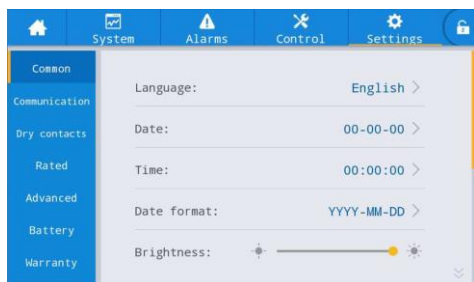 System Alarms Control Settings
Common
Communication
Dry contacts
Rated
Advanced
Battery
Warranty
Language: English >
Date: 00-00-00 >
Time: 00:00:00 >
Date format: YYYY-MM-DD >
Brightness: